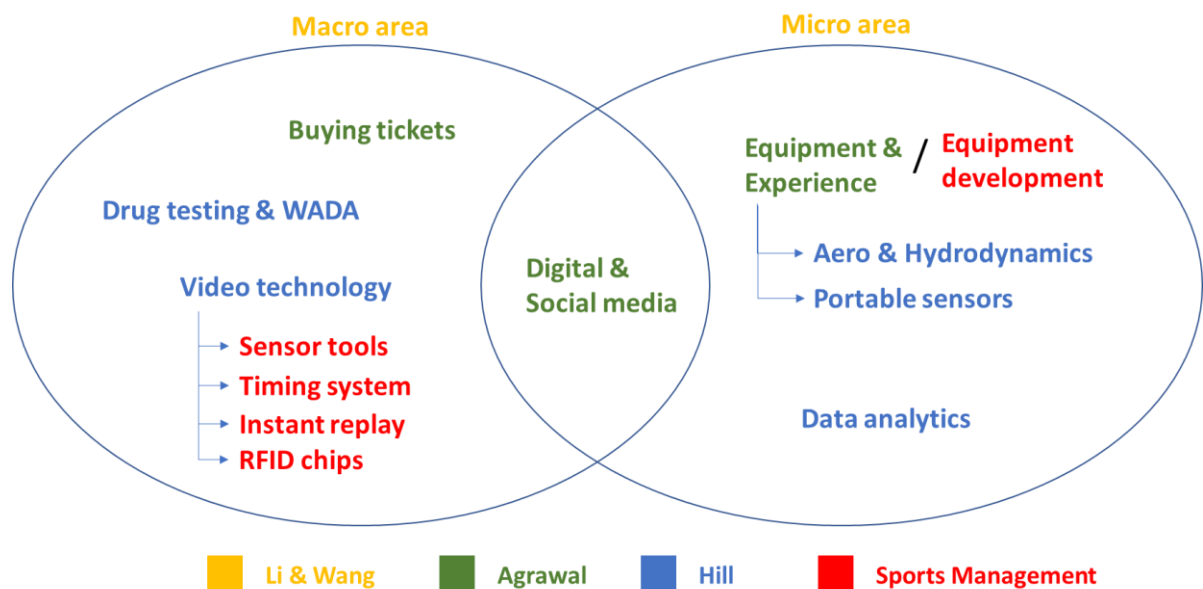 Macro area
Micro area
Buying tickets
Equipment &
Experience
/
Equipment
development
Drug testing & WADA
Aero & Hydrodynamics
Digital &
Social media
Video technology
Portable sensors
Sensor tools
Timing system
Instant replay
RFID chips
Data analytics
Li & Wang
Agrawal
Hill
Sports Management